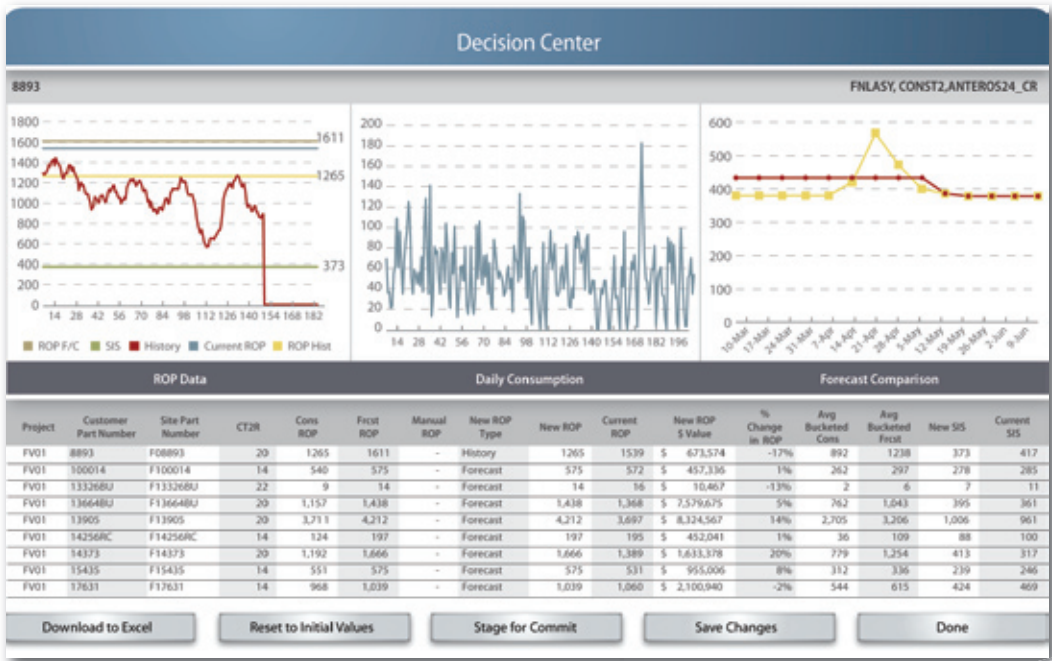 Decision Center
8893 FNLASY, CONST2,ANTEROS24_CR
1800
1600
1400
1200
1000
800
600
400
200
0
1611
1265
373
14 28 42 56 70 84 98 112 126 140 154 168 182
ROP F/C SIS History Current ROP ROP Hist
200
180
160
140
120
100
80
60
40
20
0
14 28 42 56 70 84 98 112 126 140 154 168 182 196
600
500
400
300
200
100
0
10-Mar 17-Mar 24-Mar 31-Mar 7-Apr 14-Apr 21-Apr 28-Apr 5-May 12-May 19-May 26-May 2-Jun 9-Jun
ROP Data Daily Consumption Forecast Comparison
Project Customer Part Number Site Part Number CT2R Cons ROP Frcst ROP Manual ROP New ROP Type New ROP Current ROP New ROP $ Value % Change in ROP Avg Bucketed Cons Avg Bucketed Frcst New SIS Current SIS
FV01 8893 F08893 20 1265 1611 - History 1265 1539 $ 673,574 -17% 892 1238 373 417
FV01 100014 F100014 14 540 575 - Forecast 575 572 $ 457,336 1% 262 297 278 285
FV01 13326BU F13326BU 22 9 14 - Forecast 14 16 $ 10,467 -13% 2 6 7 11
FV01 13664BU F13664BU 20 1,157 1,438 - Forecast 1,438 1,368 $ 7,579,675 5% 762 1,043 395 361
FV01 13905 F13905 20 3,711 4,212 - Forecast 4,212 3,697 $ 8,324,567 14% 2,705 3,206 1,006 961
FV01 14256RC F14256RC 14 124 197 - Forecast 197 195 $ 452,041 1% 36 109 88 100
FV01 14373 F14373 20 1,192 1,666 - Forecast 1,666 1,389 $ 1,633,378 20% 779 1,254 413 317
FV01 15435 F15435 14 551 575 - Forecast 575 531 $ 955,006 8% 312 336 239 246
FV01 17631 F17631 14 968 1,039 - Forecast 1,039 1,060 $ 2,100,940 -2% 544 615 424 469
Download to Excel Reset to Initial Values Stage for Commit Save Changes Done